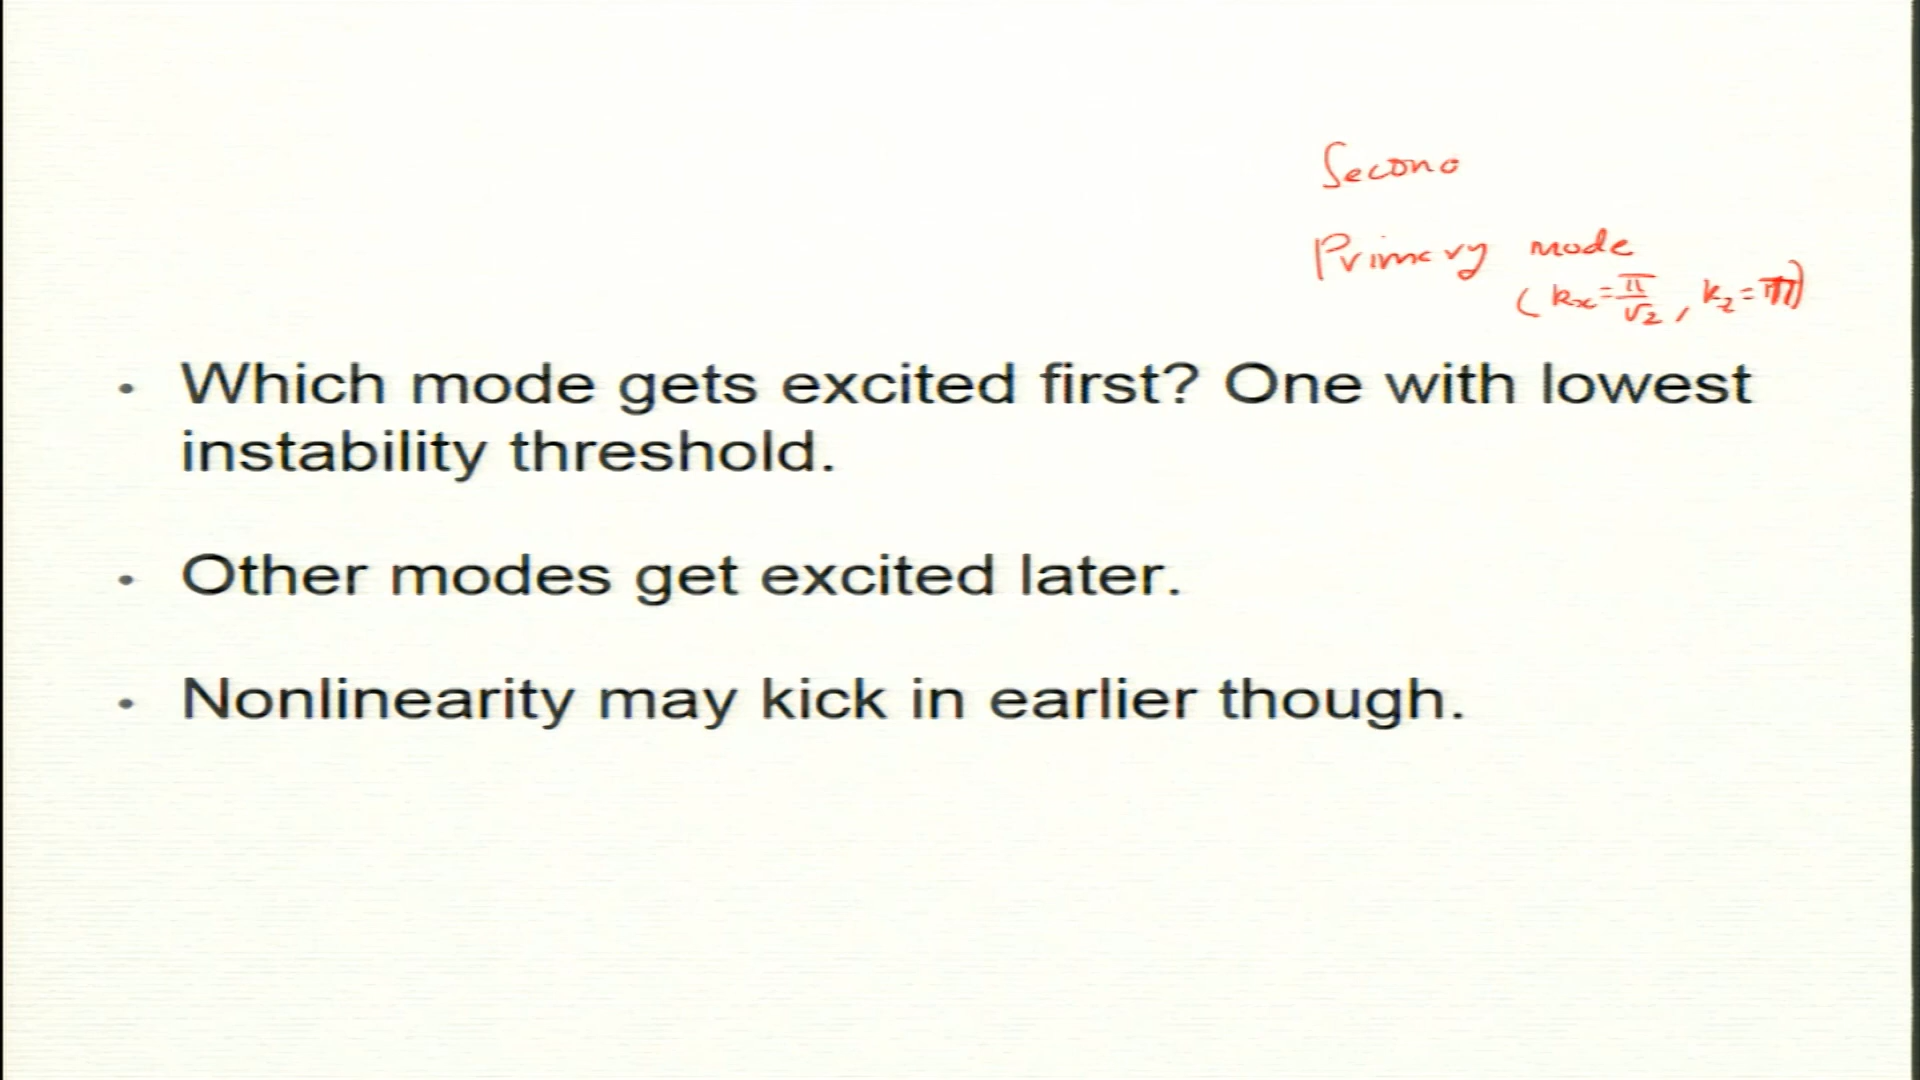 Secono
Primary mode
(kx = π/√2, kz = π)
• Which mode gets excited first? One with lowest
instability threshold.
• Other modes get excited later.
• Nonlinearity may kick in earlier though.